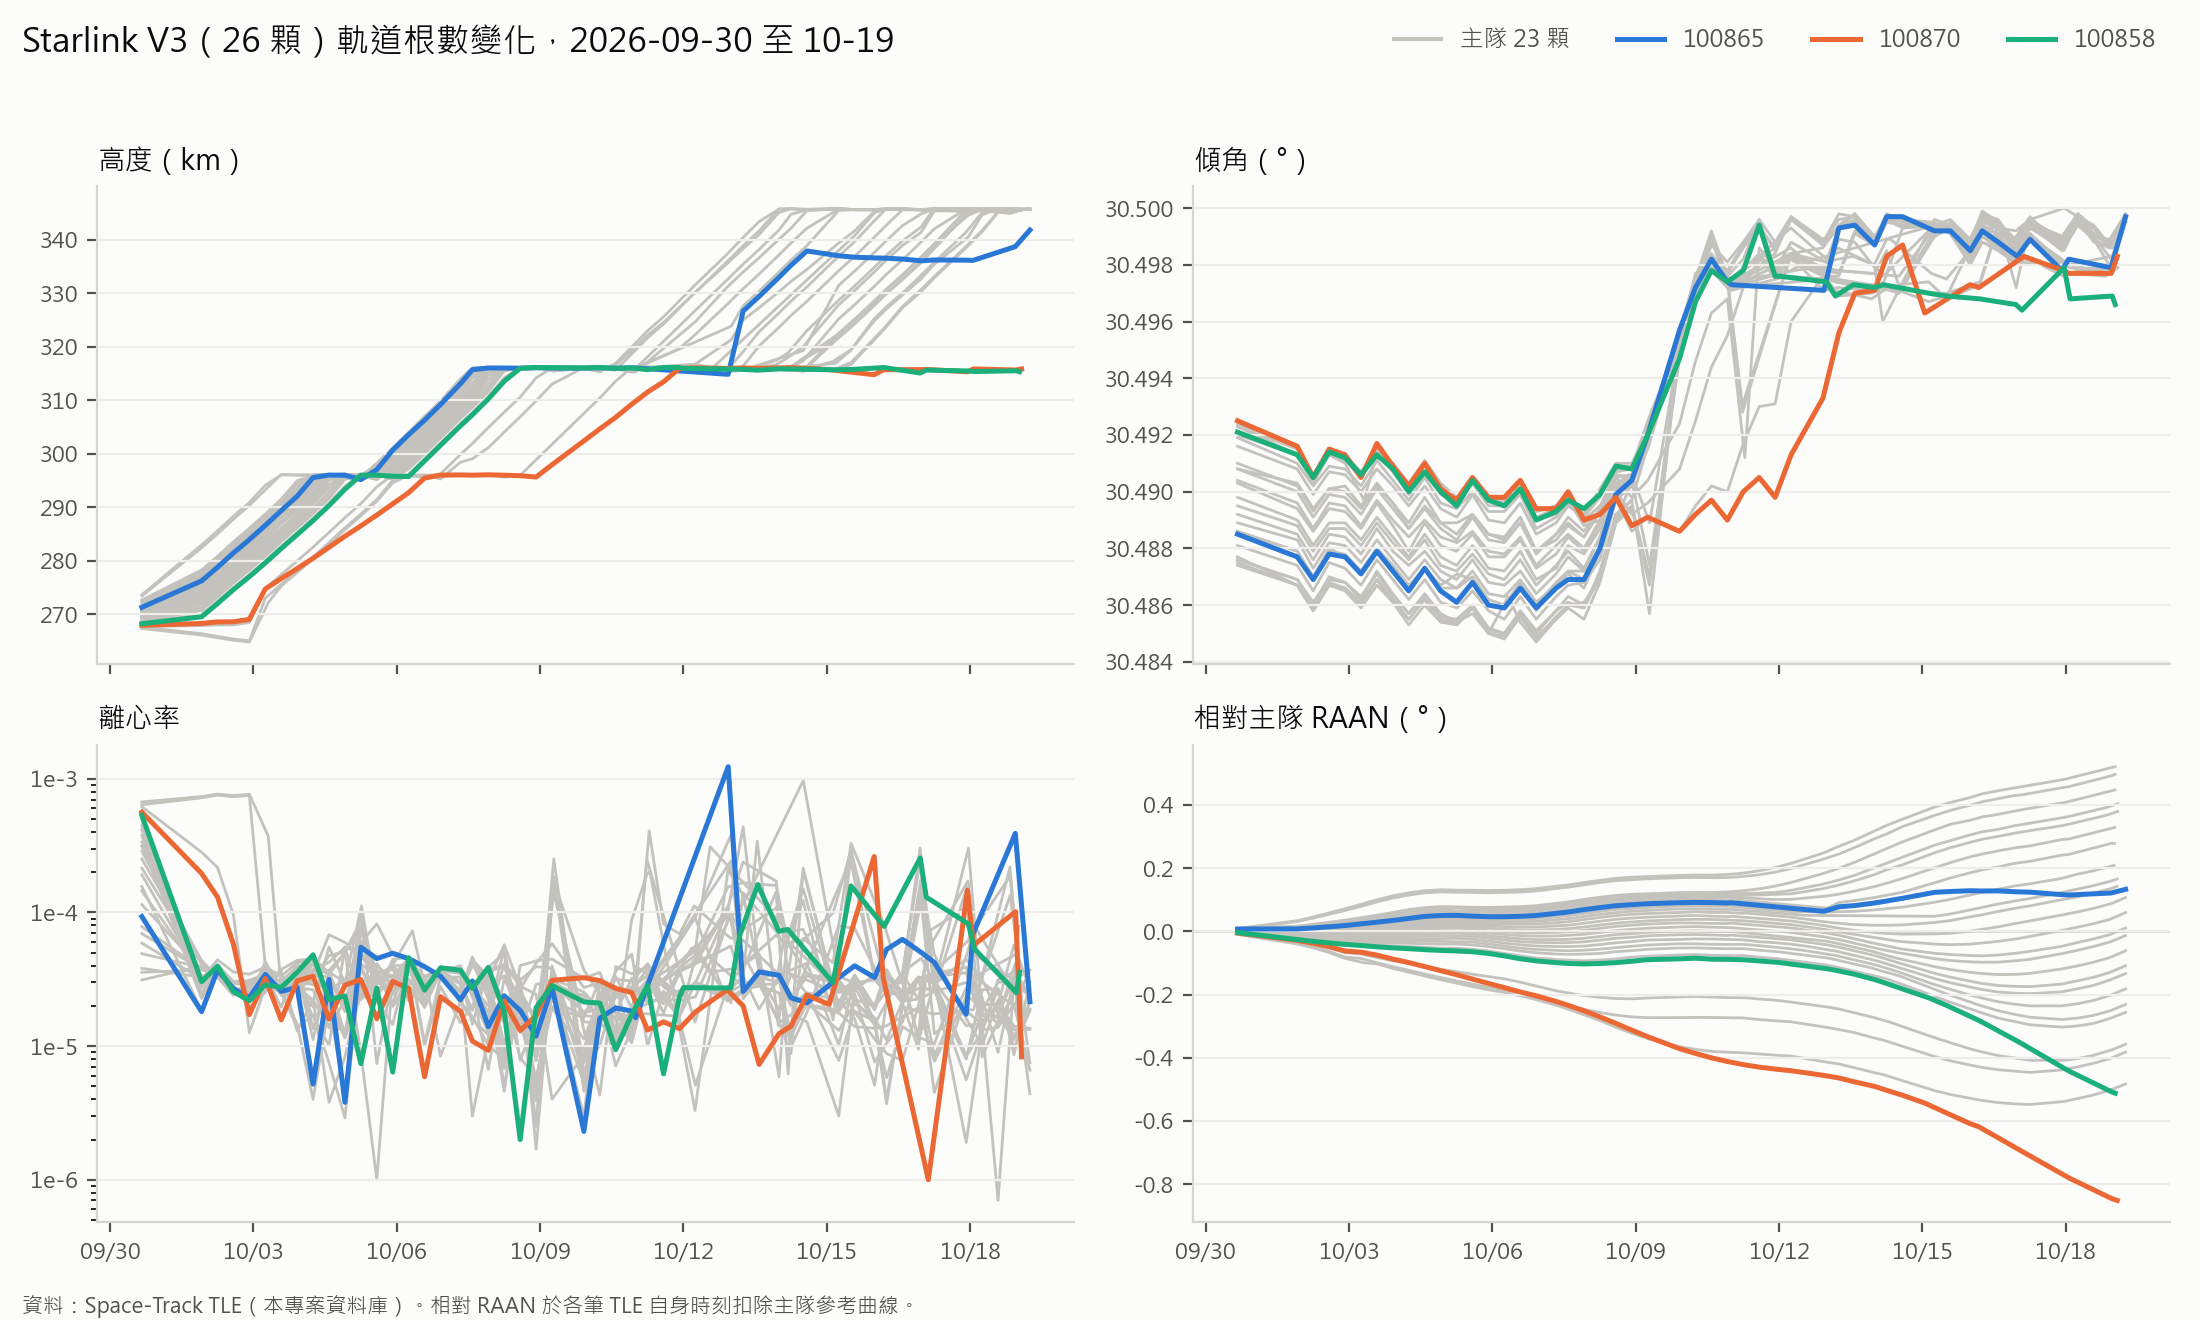 Starlink V3（26 顆）軌道根數變化，2026-09-30 至 10-19
主隊 23 顆 100865 100870 100858
高度（km）
340
330
320
310
300
290
280
270
傾角（°）
30.500
30.498
30.496
30.494
30.492
30.490
30.488
30.486
30.484
離心率
1e-3
1e-4
1e-5
1e-6
09/30 10/03 10/06 10/09 10/12 10/15 10/18
相對主隊 RAAN（°）
0.4
0.2
0.0
-0.2
-0.4
-0.6
-0.8
09/30 10/03 10/06 10/09 10/12 10/15 10/18
資料：Space-Track TLE（本專案資料庫）。相對 RAAN 於各筆 TLE 自身時刻扣除主隊參考曲線。